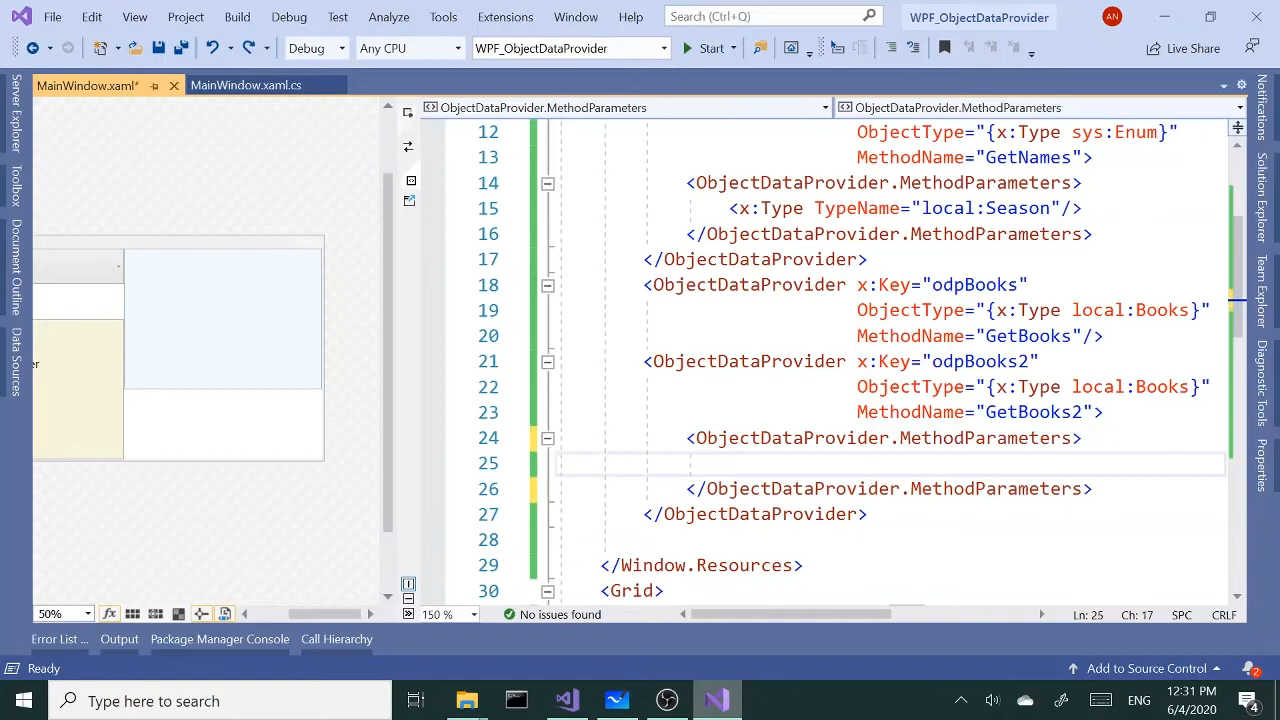 File Edit View Git Project Build Debug Test Analyze Tools Extensions Window Help Search (Ctrl+Q) WPF_ObjectDataProvider AN
Debug Any CPU WPF_ObjectDataProvider Start Live Share
MainWindow.xaml* MainWindow.xaml.cs
ObjectDataProvider.MethodParameters ObjectDataProvider.MethodParameters
12 ObjectType="{x:Type sys:Enum}"
13 MethodName="GetNames">
14 <ObjectDataProvider.MethodParameters>
15 <x:Type TypeName="local:Season"/>
16 </ObjectDataProvider.MethodParameters>
17 </ObjectDataProvider>
18 <ObjectDataProvider x:Key="odpBooks"
19 ObjectType="{x:Type local:Books}"
20 MethodName="GetBooks"/>
21 <ObjectDataProvider x:Key="odpBooks2"
22 ObjectType="{x:Type local:Books}"
23 MethodName="GetBooks2">
24 <ObjectDataProvider.MethodParameters>
25
26 </ObjectDataProvider.MethodParameters>
27 </ObjectDataProvider>
28
29 </Window.Resources>
30 <Grid>
er
Server Explorer
Toolbox
Document Outline
Data Sources
Notifications
Solution Explorer
Team Explorer
Diagnostic Tools
Properties
50% fx 150 % No issues found Ln: 25 Ch: 17 SPC CRLF
Error List ... Output Package Manager Console Call Hierarchy
Ready Add to Source Control 2
Type here to search ENG 12:31 PM
6/4/2020 4